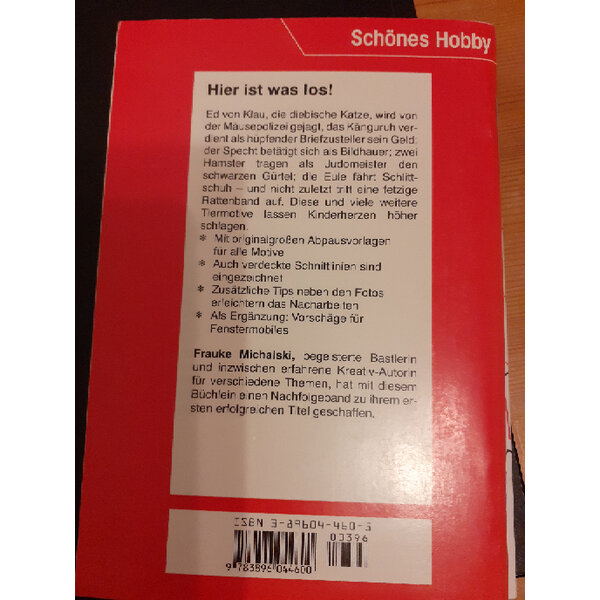 Schönes Hobby
Hier ist was los!
Ed von Klau, die diebische Katze, wird von
der Mäusepolizei gejagt, das Känguruh ver-
dient als hüpfender Briefzusteller sein Geld;
der Specht betätigt sich als Bildhauer; zwei
Hamster tragen als Judomeister den
schwarzen Gürtel; die Eule fährt Schlitt-
schuh – und nicht zuletzt tritt eine fetzige
Rattenband auf. Diese und viele weitere
Tiermotive lassen Kinderherzen höher
schlagen.
* Mit originalgroßen Abpausvorlagen
für alle Motive
* Auch verdeckte Schnittlinien sind
eingezeichnet
* Zusätzliche Tips neben den Fotos
erleichtern das Nacharbeiten
* Als Ergänzung: Vorschäge für
Fenstermobiles
Frauke Michalski, begeisterte Bastlerin
und inzwischen erfahrene Kreativ-Autorin
für verschiedene Themen, hat mit diesem
Büchlein einen Nachfolgeband zu ihrem er-
sten erfolgreichen Titel geschaffen.
ISBN 3-89604-460-3
00396
9 783896 044600